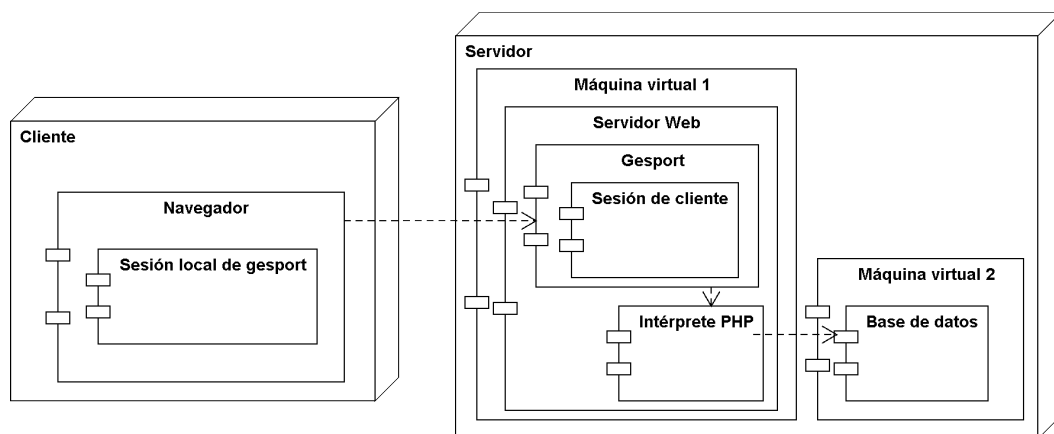 Cliente
Navegador
Sesión local de gesport
Servidor
Máquina virtual 1
Servidor Web
Gesport
Sesión de cliente
Intérprete PHP
Máquina virtual 2
Base de datos